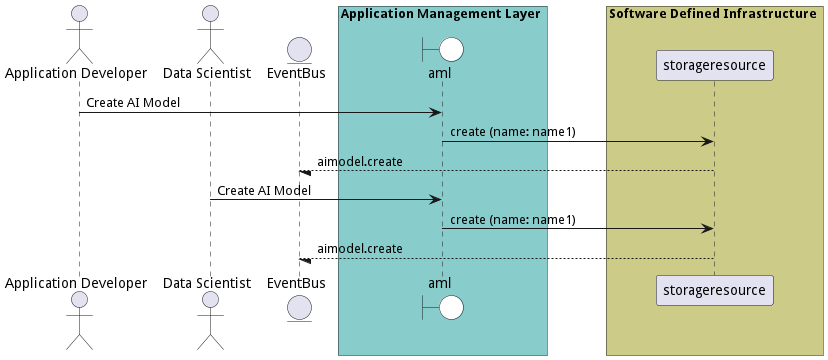 Application Management Layer
Software Defined Infrastructure
Application Developer
Data Scientist
EventBus
aml
storageresource
Create AI Model
create (name: name1)
aimodel.create
Create AI Model
create (name: name1)
aimodel.create
Application Developer
Data Scientist
EventBus
aml
storageresource